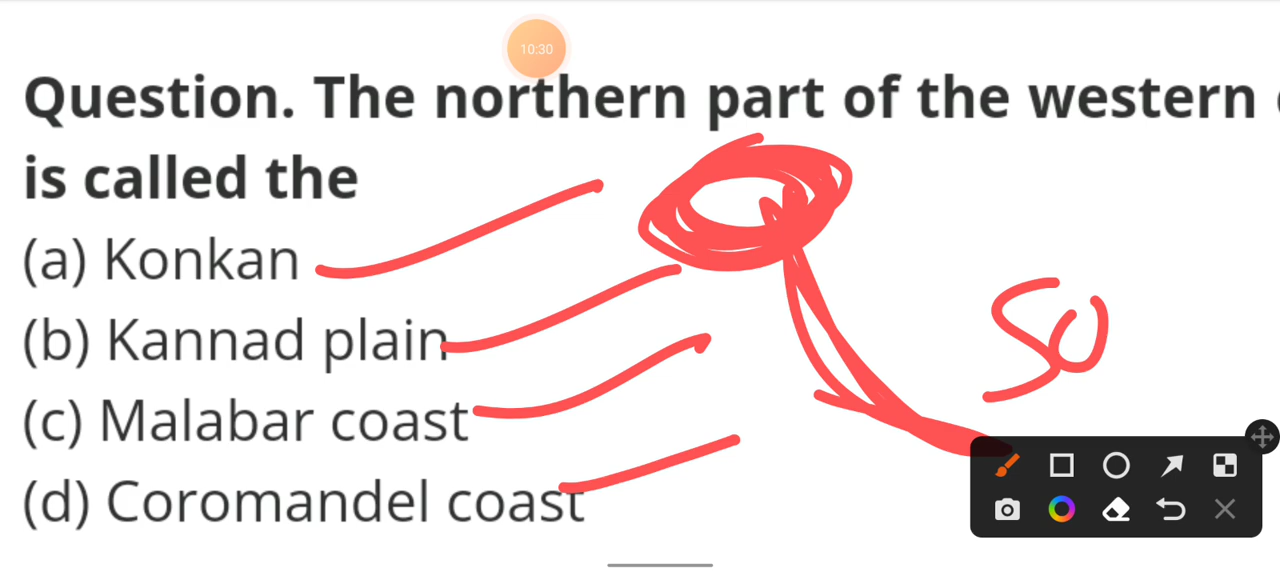 10:30
Question. The northern part of the western
is called the
(a) Konkan
(b) Kannad plain
(c) Malabar coast
(d) Coromandel coast